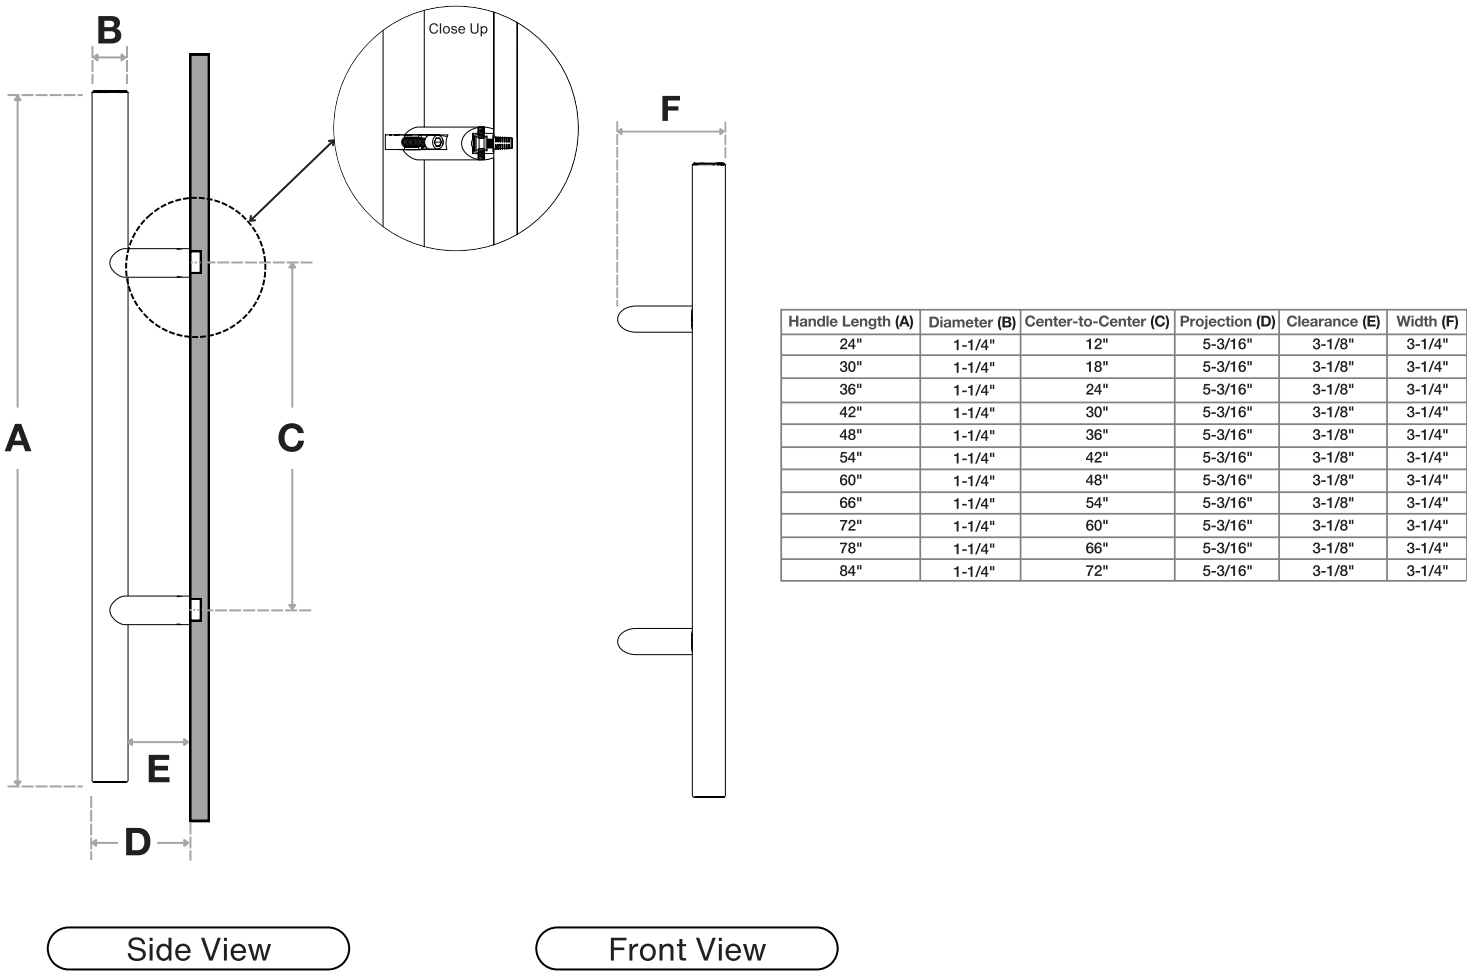 B
Close Up
F
A
C
E
D
Handle Length (A) Diameter (B) Center-to-Center (C) Projection (D) Clearance (E) Width (F)
24" 1-1/4" 12" 5-3/16" 3-1/8" 3-1/4"
30" 1-1/4" 18" 5-3/16" 3-1/8" 3-1/4"
36" 1-1/4" 24" 5-3/16" 3-1/8" 3-1/4"
42" 1-1/4" 30" 5-3/16" 3-1/8" 3-1/4"
48" 1-1/4" 36" 5-3/16" 3-1/8" 3-1/4"
54" 1-1/4" 42" 5-3/16" 3-1/8" 3-1/4"
60" 1-1/4" 48" 5-3/16" 3-1/8" 3-1/4"
66" 1-1/4" 54" 5-3/16" 3-1/8" 3-1/4"
72" 1-1/4" 60" 5-3/16" 3-1/8" 3-1/4"
78" 1-1/4" 66" 5-3/16" 3-1/8" 3-1/4"
84" 1-1/4" 72" 5-3/16" 3-1/8" 3-1/4"
Side View
Front View